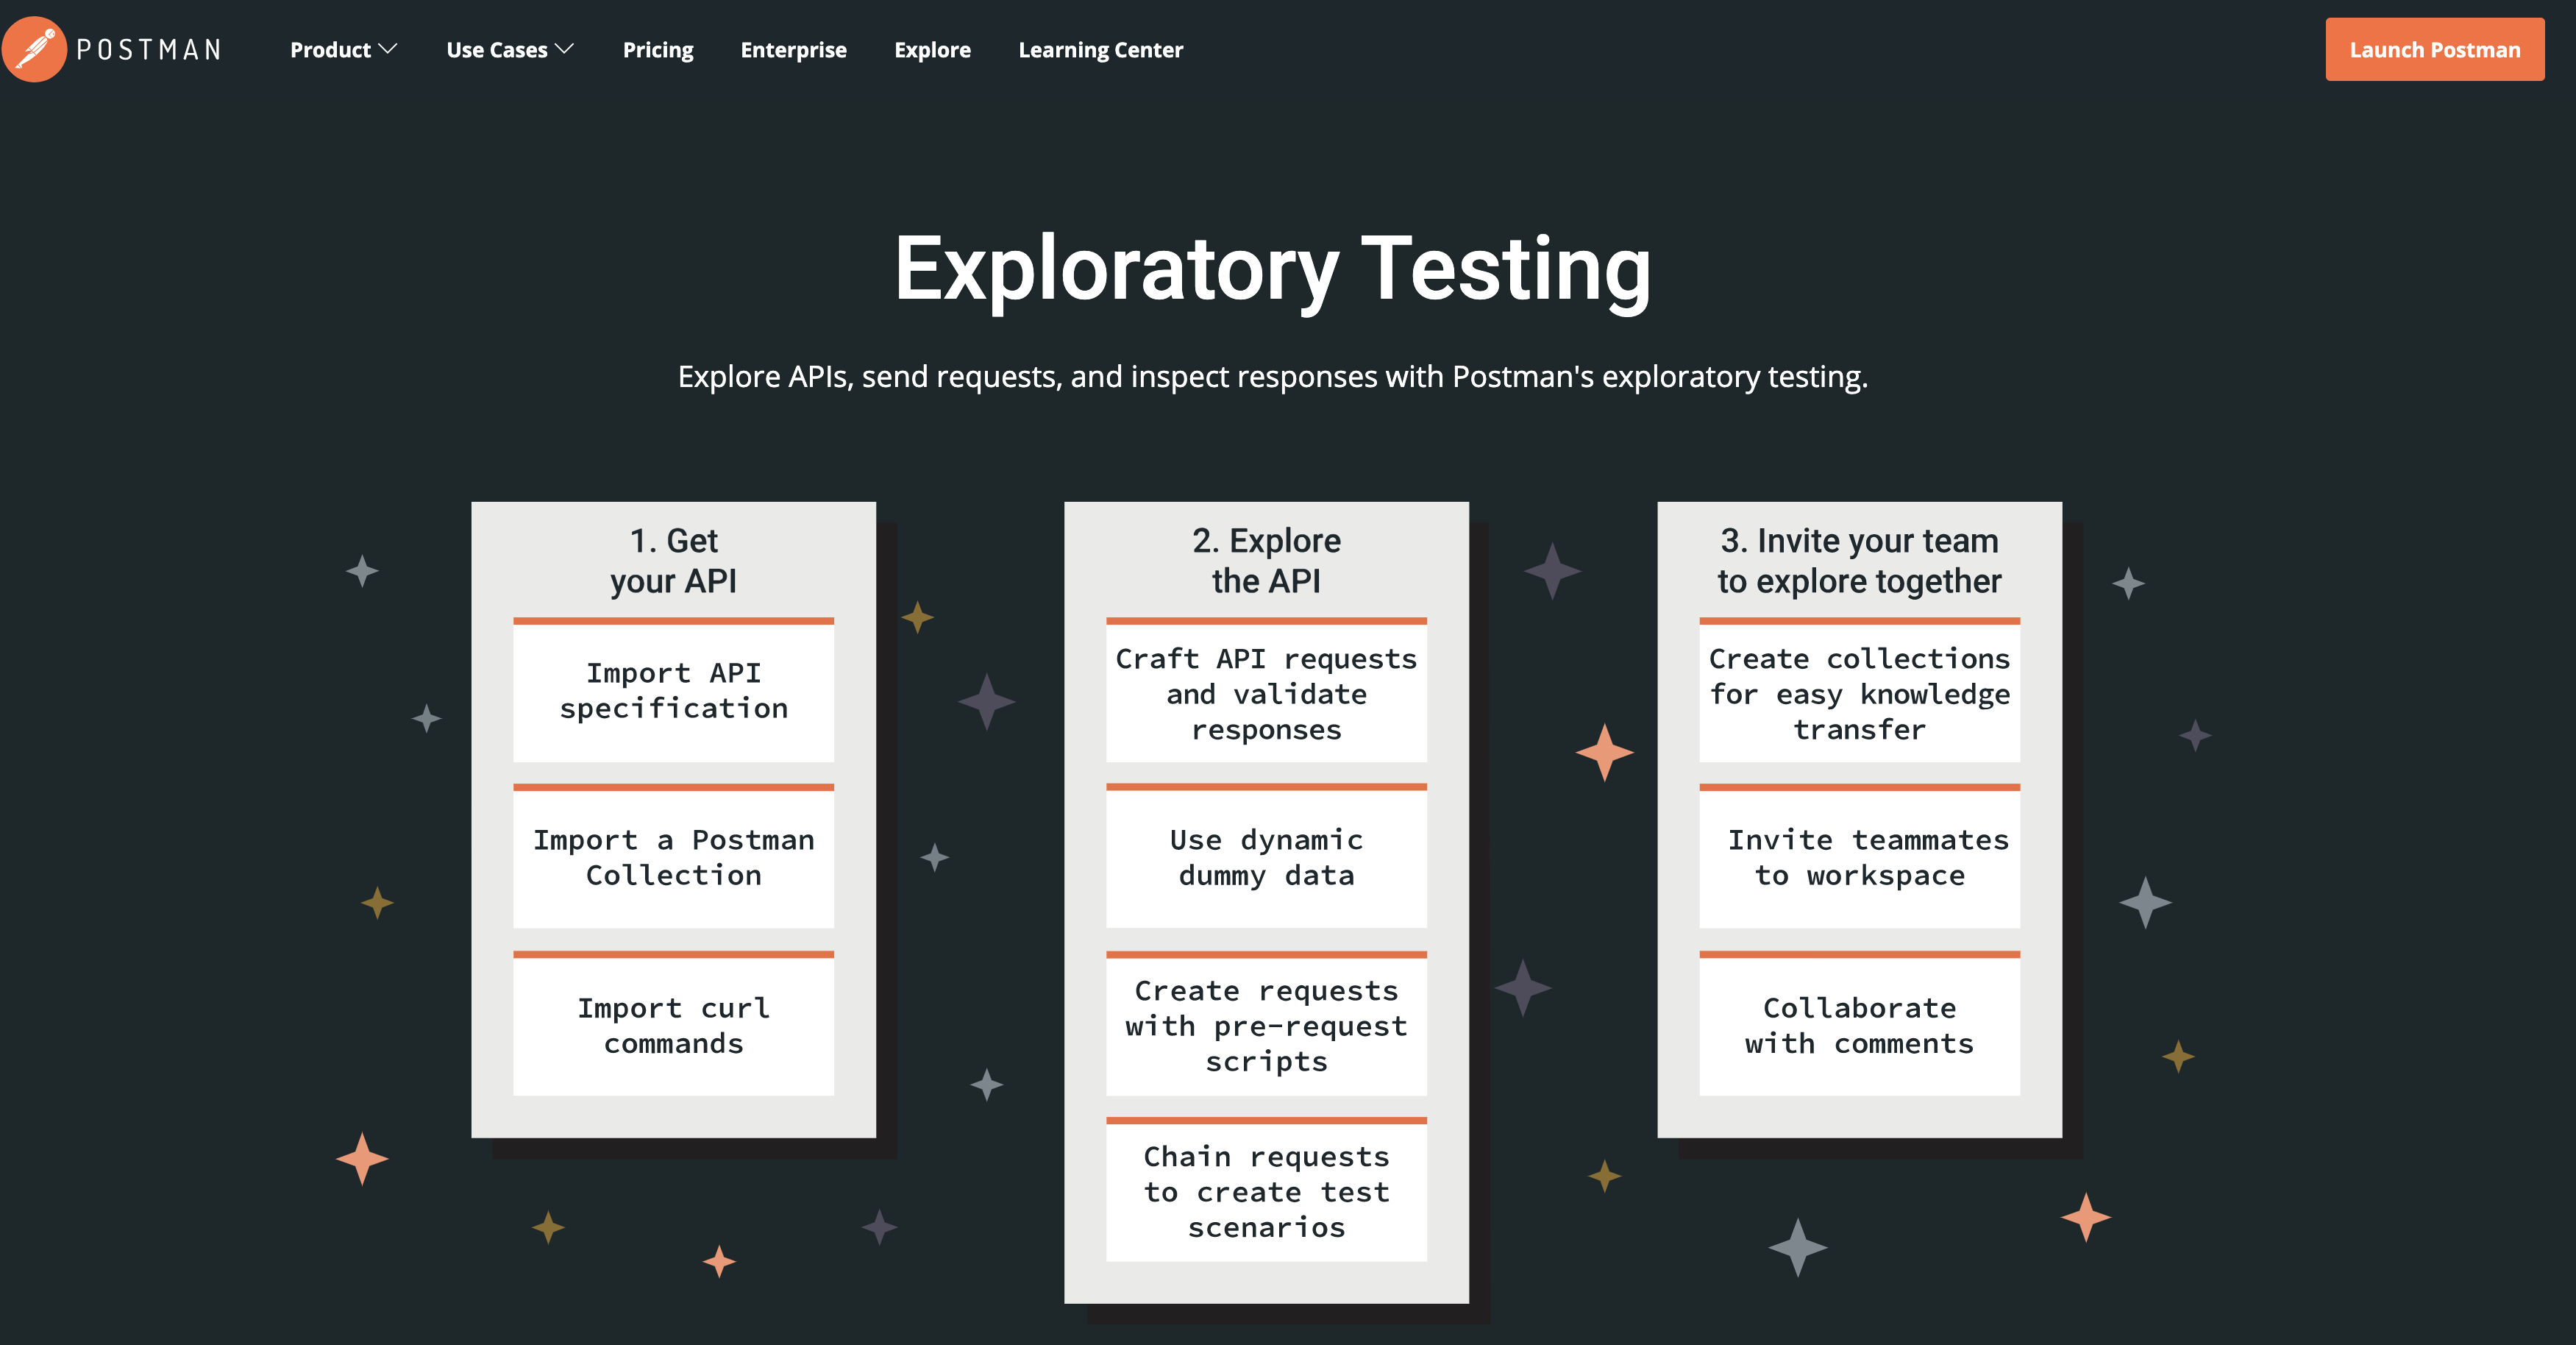 POSTMAN
Product
Use Cases
Pricing
Enterprise
Explore
Learning Center
Launch Postman
Exploratory Testing
Explore APIs, send requests, and inspect responses with Postman's exploratory testing.
1. Get
your API
Import API
specification
Import a Postman
Collection
Import curl
commands
2. Explore
the API
Craft API requests
and validate
responses
Use dynamic
dummy data
Create requests
with pre-request
scripts
Chain requests
to create test
scenarios
3. Invite your team
to explore together
Create collections
for easy knowledge
transfer
Invite teammates
to workspace
Collaborate
with comments